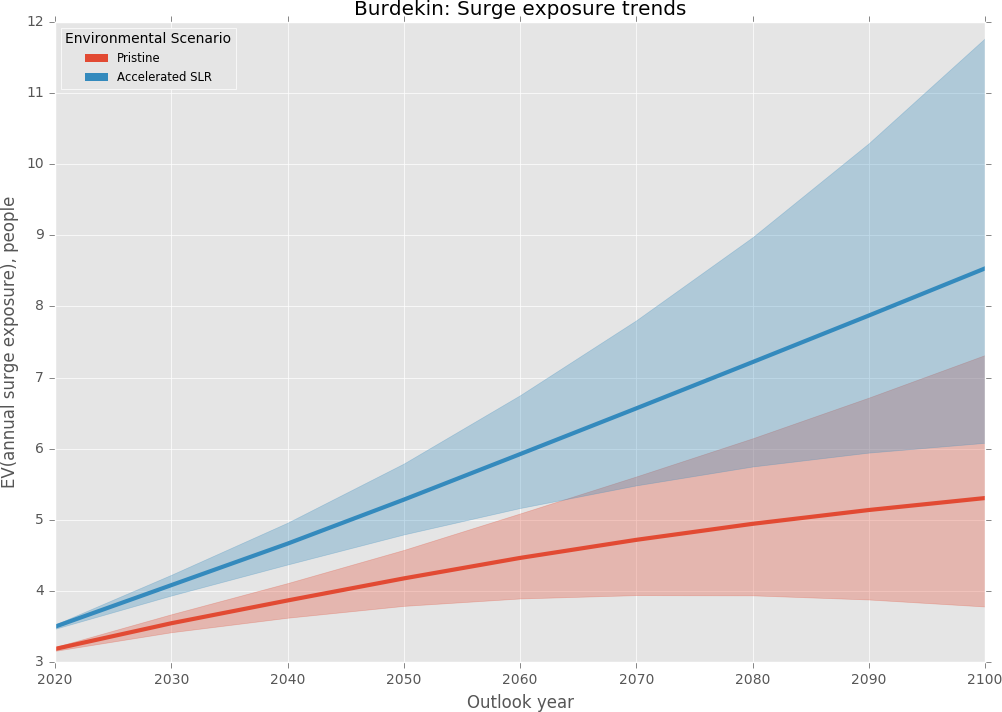 Burdekin: Surge exposure trends
Environmental Scenario
Pristine
Accelerated SLR
EV(annual surge exposure), people
12
11
10
9
8
7
6
5
4
3
2020 2030 2040 2050 2060 2070 2080 2090 2100
Outlook year